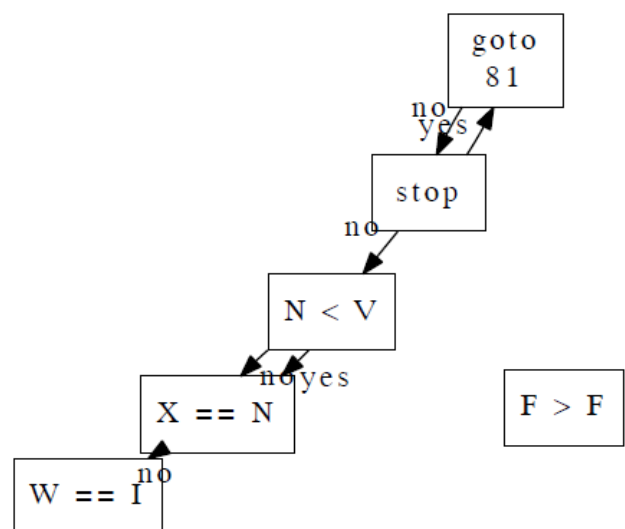 goto
81
no
yes
stop
no
N < V
no yes
X == N
F > F
no
W == I